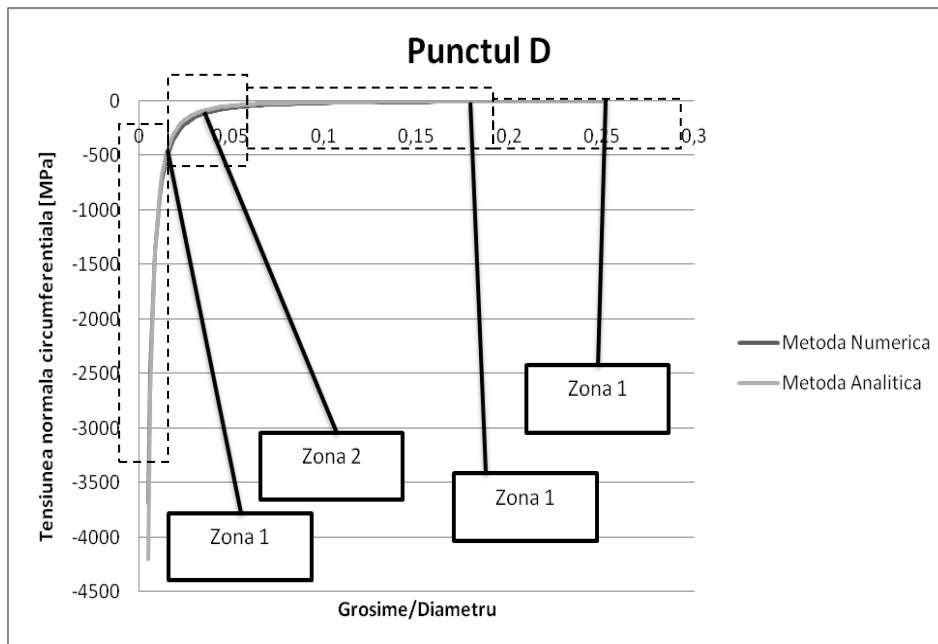 Punctul D
Tensiunea normala circumferentiala [MPa]
0
-500
-1000
-1500
-2000
-2500
-3000
-3500
-4000
-4500
0
0,05
0,1
0,15
0,2
0,25
0,3
Zona 1
Zona 2
Zona 1
Zona 1
Metoda Numerica
Metoda Analitica
Grosime/Diametru